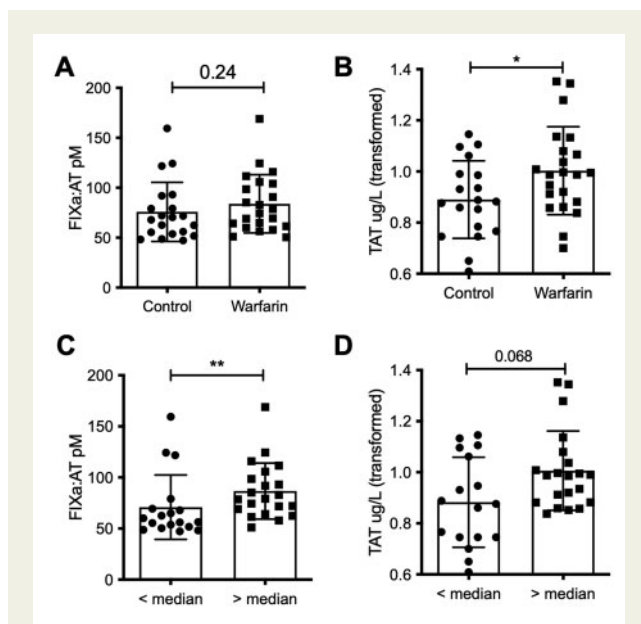 A
0.24
FIXa:AT pM
200
150
100
50
0
Control Warfarin
B
*
TAT ug/L (transformed)
1.4
1.2
1.0
0.8
0.6
Control Warfarin
C
**
FIXa:AT pM
200
150
100
50
0
< median > median
D
0.068
TAT ug/L (transformed)
1.4
1.2
1.0
0.8
0.6
< median > median